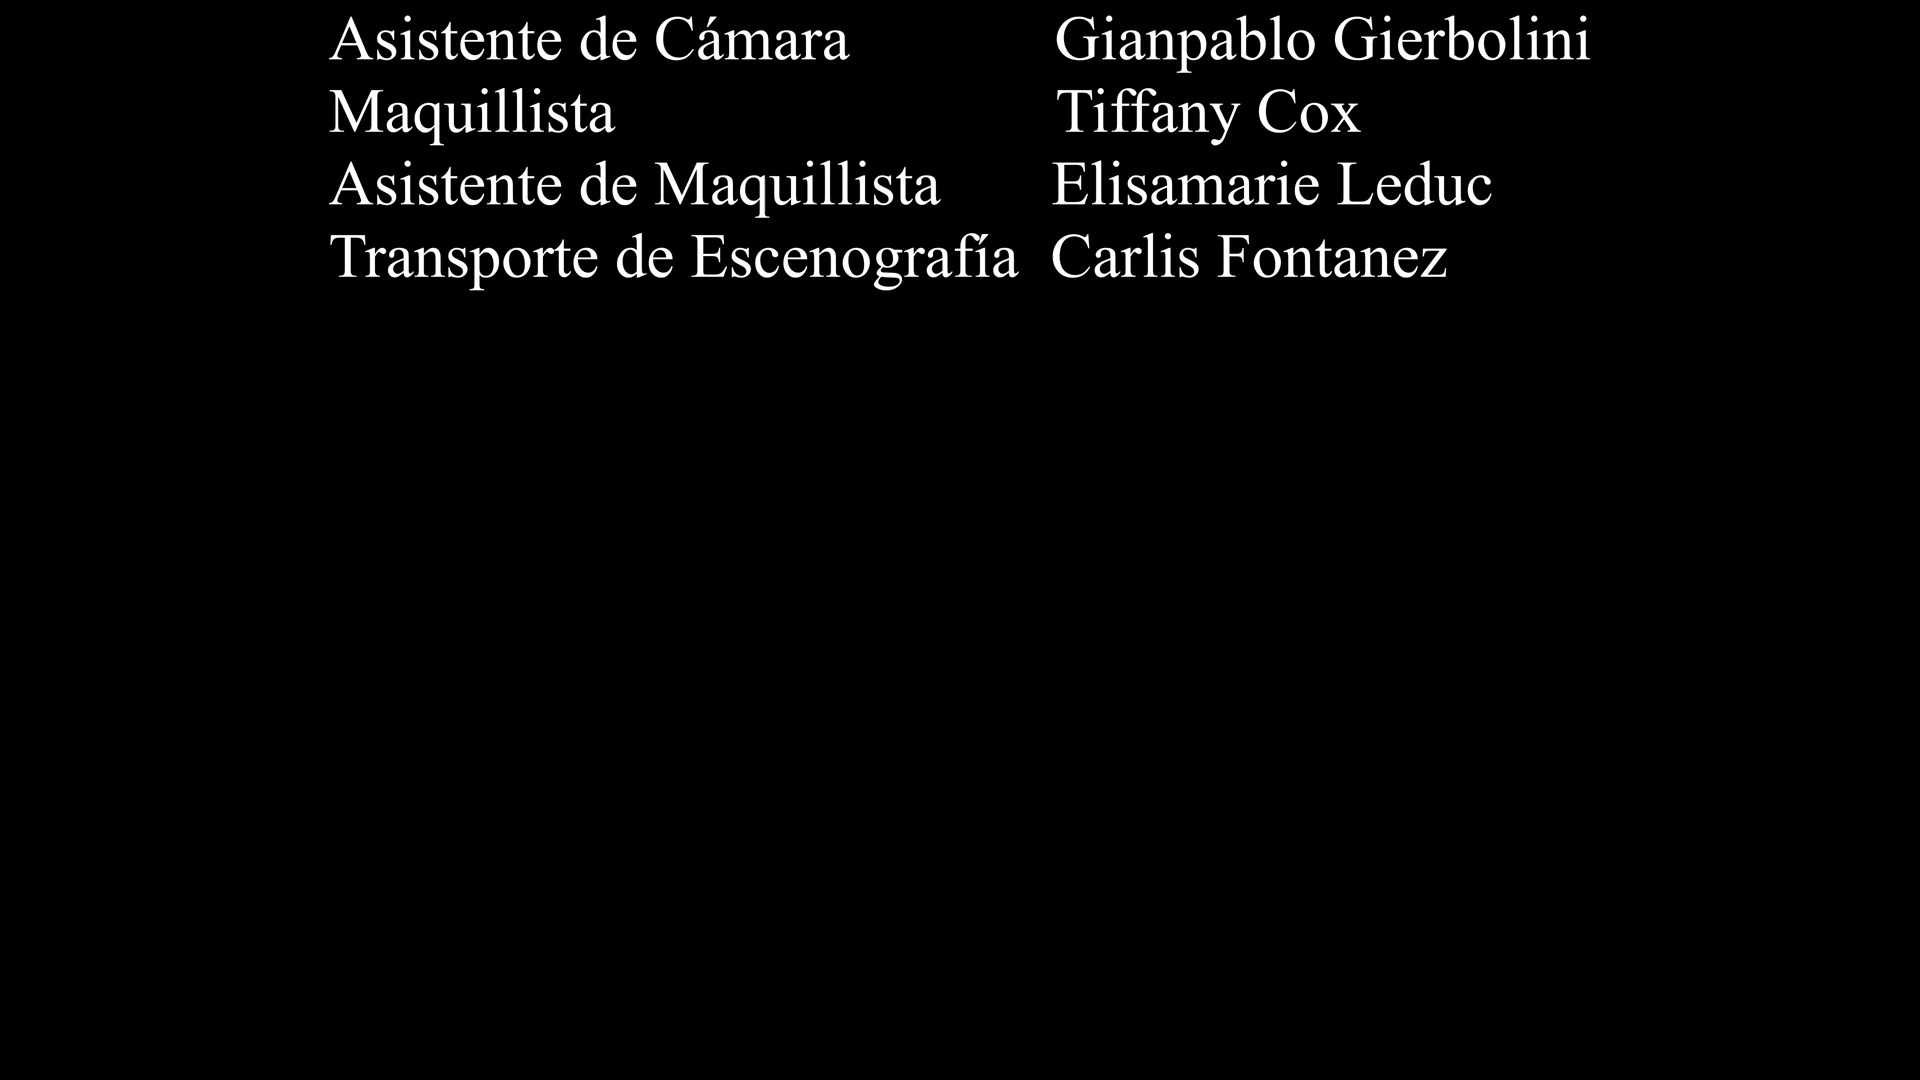 Asistente de Cámara Gianpablo Gierbolini
Maquillista Tiffany Cox
Asistente de Maquillista Elisamarie Leduc
Transporte de Escenografía Carlis Fontanez